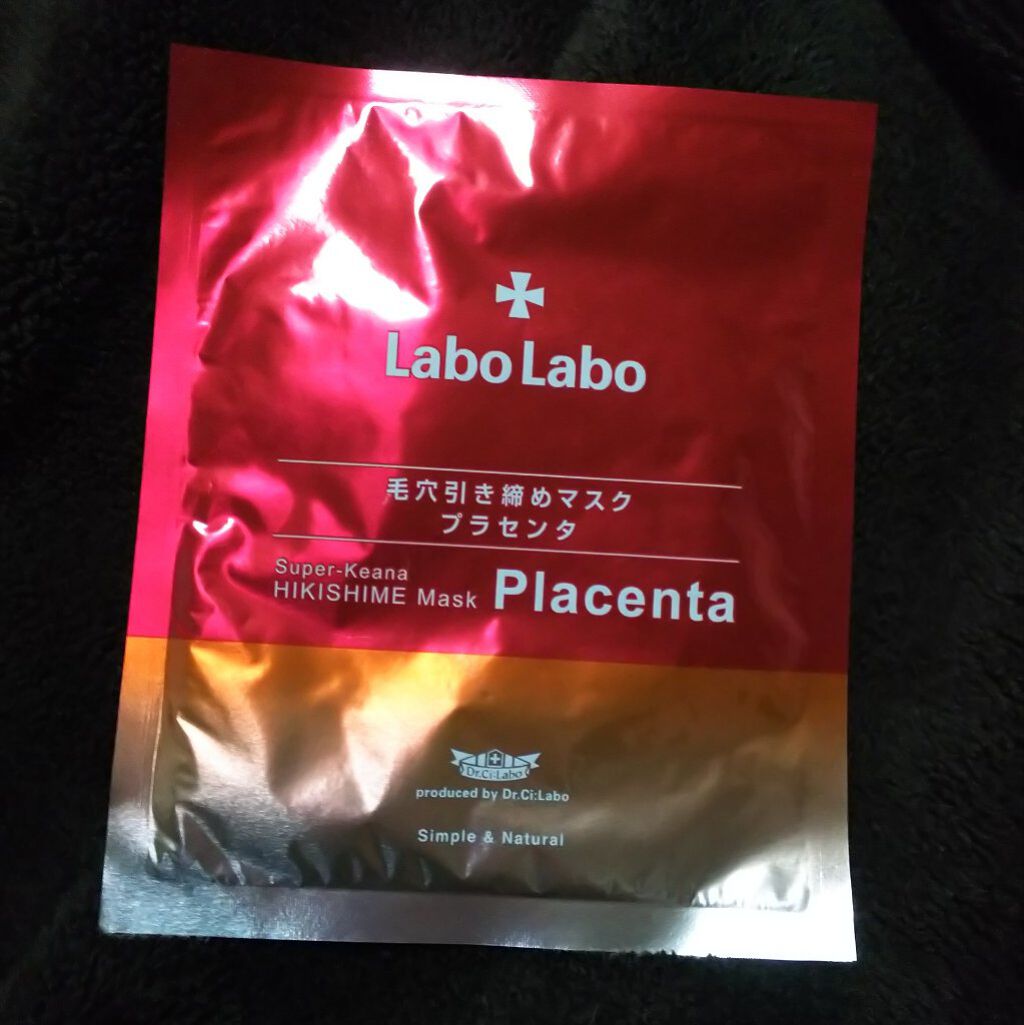 Labo Labo
毛穴引き締めマスク
プラセンタ
Super-Keana
HIKISHIME Mask Placenta
Dr.Ci:Labo
produced by Dr.Ci:Labo
Simple & Natural